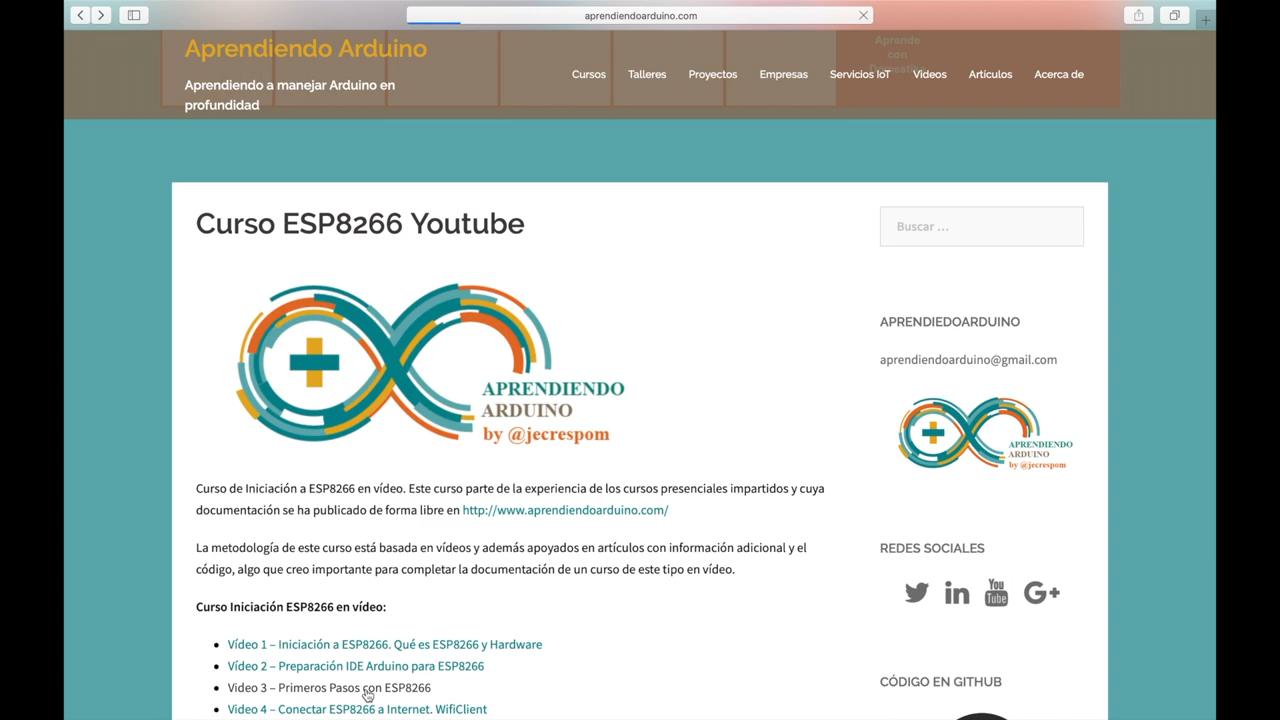 aprendiendoarduino.com
Aprendiendo Arduino
Aprendiendo a manejar Arduino en
profundidad
Aprende
con
Cursos Talleres Proyectos Empresas Servicios IoT Videos Artículos Acerca de
Curso ESP8266 Youtube
Buscar …
APRENDIENDO
ARDUINO
by @jecrespom
APRENDIEDOARDUINO
aprendiendoarduino@gmail.com
APRENDIENDO
ARDUINO
by @jecrespom
Curso de Iniciación a ESP8266 en vídeo. Este curso parte de la experiencia de los cursos presenciales impartidos y cuya
documentación se ha publicado de forma libre en http://www.aprendiendoarduino.com/
La metodología de este curso está basada en vídeos y además apoyados en artículos con información adicional y el
código, algo que creo importante para completar la documentación de un curso de este tipo en vídeo.
REDES SOCIALES
You
Tube
G+
Curso Iniciación ESP8266 en vídeo:
Vídeo 1 – Iniciación a ESP8266. Qué es ESP8266 y Hardware
Vídeo 2 – Preparación IDE Arduino para ESP8266
Video 3 – Primeros Pasos con ESP8266
Video 4 – Conectar ESP8266 a Internet. WifiClient
CÓDIGO EN GITHUB